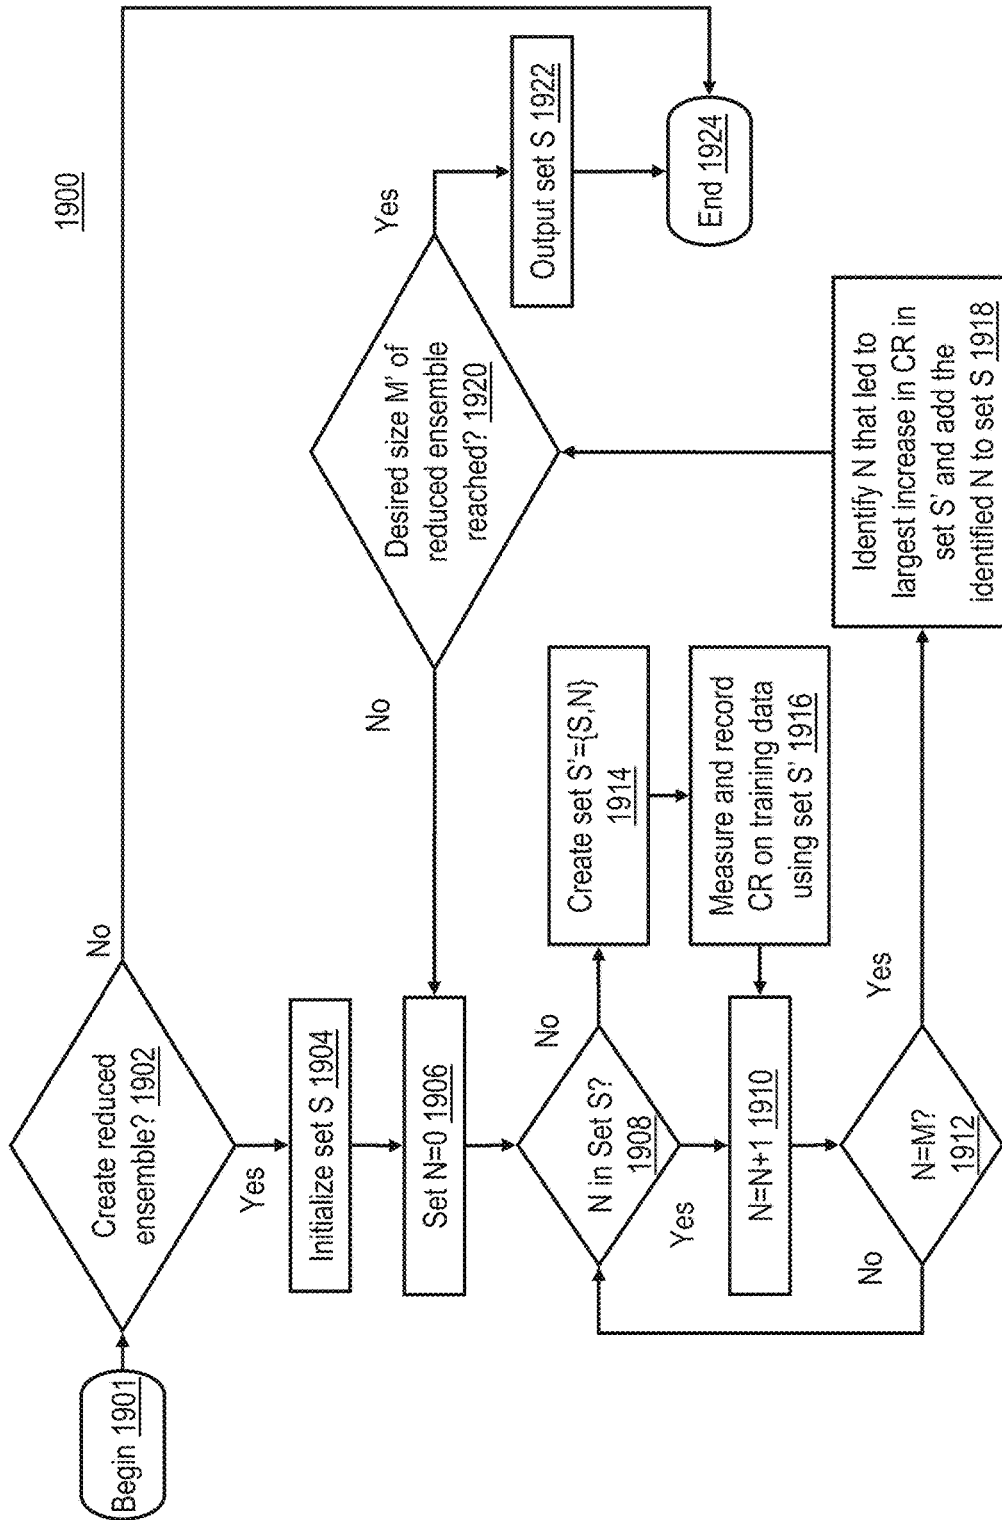 1900
Begin 1901
Create reduced
ensemble? 1902
No
Yes
Initialize set S 1904
Set N=0 1906
N in Set S?
1908
No
Yes
Create set S'={S,N}
1914
Measure and record
CR on training data
using set S' 1916
N=N+1 1910
N=M?
1912
No
Yes
Identify N that led to
largest increase in CR in
set S' and add the
identified N to set S 1918
Desired size M' of
reduced ensemble
reached? 1920
No
Yes
Output set S 1922
End 1924